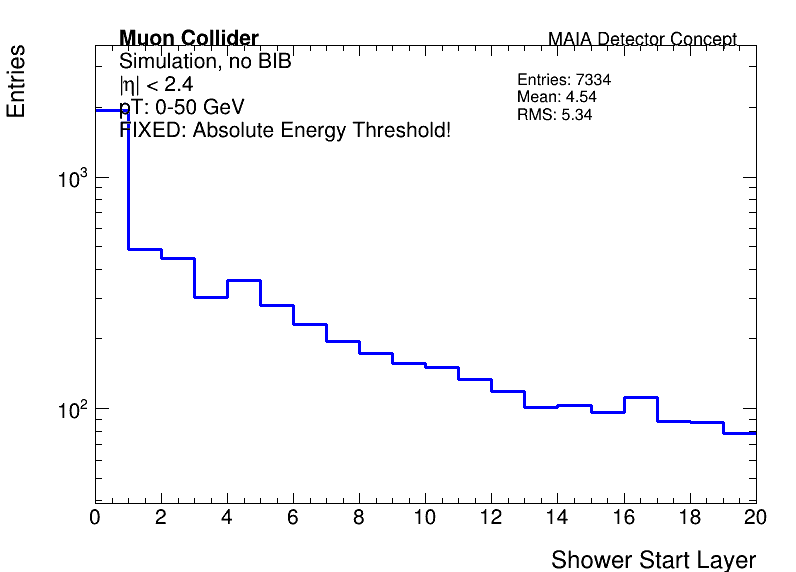 Muon Collider
MAIA Detector Concept
Simulation, no BIB
|η| < 2.4
pT: 0-50 GeV
FIXED: Absolute Energy Threshold!
Entries: 7334
Mean: 4.54
RMS: 5.34
Entries
10³
10²
0 2 4 6 8 10 12 14 16 18 20
Shower Start Layer